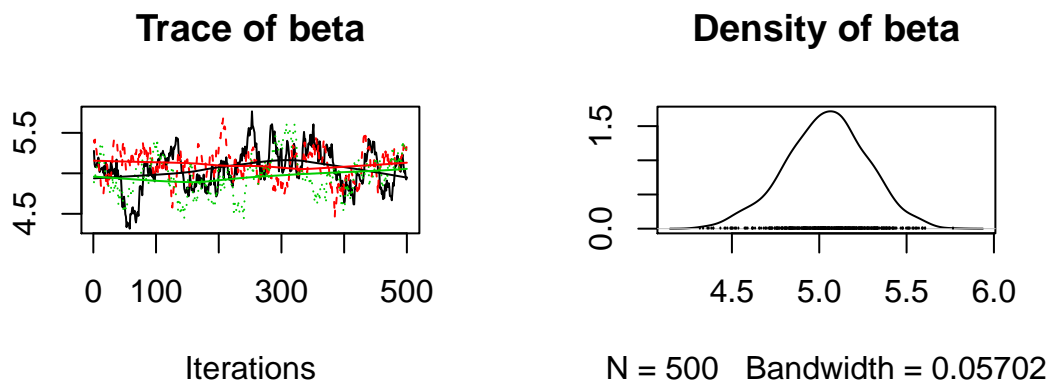 Trace of beta
5.5
4.5
0 100 300 500
Iterations
Density of beta
1.5
0.0
4.5 5.0 5.5 6.0
N = 500 Bandwidth = 0.05702